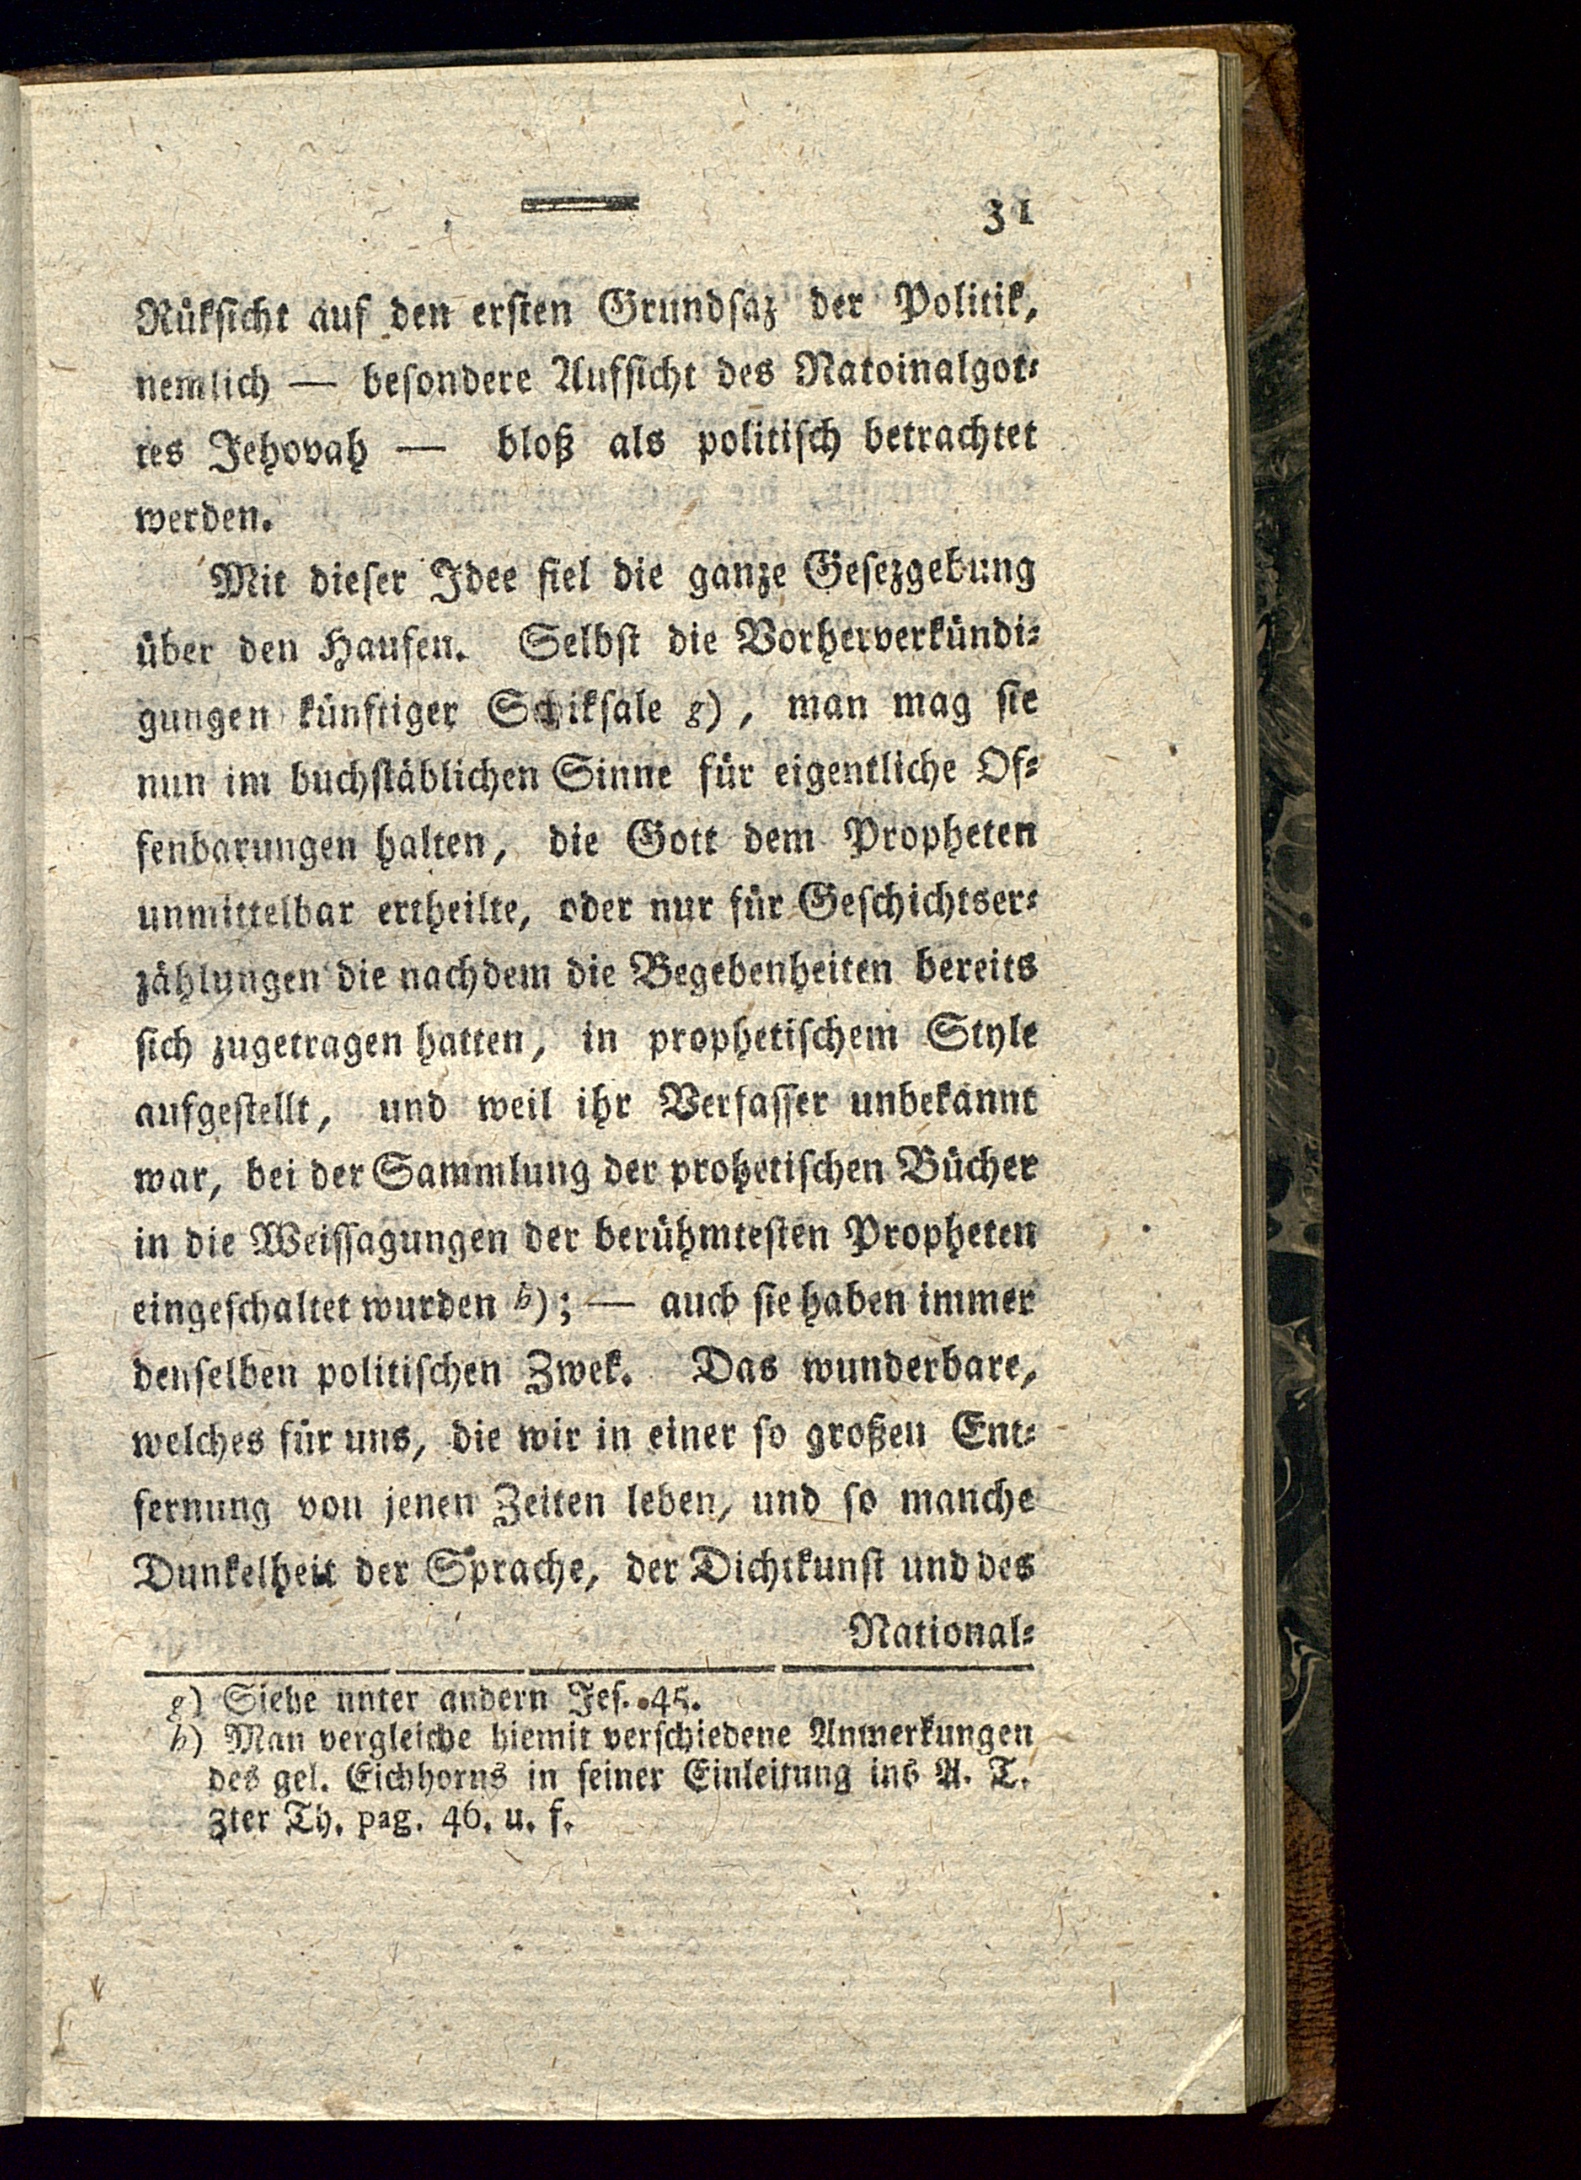 31
Rükſicht auf den erſten Grundſaz der Politik,
nemlich — beſondere Aufſicht des Natoinalgot⸗
tes Jehovah — bloß als politiſch betrachtet
werden.
Mit dieſer Idee fiel die ganze Geſezgebung
über den Haufen. Selbſt die Vorherverkündi⸗
gungen künftiger Schikſale g), man mag ſie
nun im buchſtäblichen Sinne für eigentliche Of⸗
fenbarungen halten, die Gott dem Propheten
unmittelbar ertheilte, oder nur für Geſchichtser⸗
zählungen die nachdem die Begebenheiten bereits
ſich zugetragen hatten, in prophetiſchem Style
aufgeſtellt, und weil ihr Verfaſſer unbekannt
war, bei der Sammlung der prohetiſchen Bücher
in die Weiſſagungen der berühmteſten Propheten
eingeſchaltet wurden h); — auch ſie haben immer
denſelben politiſchen Zwek. Das wunderbare,
welches für uns, die wir in einer ſo großen Ent⸗
fernung von jenen Zeiten leben, und ſo manche
Dunkelheit der Sprache, der Dichtkunſt und des
National⸗
g) Siehe unter andern Jeſ. 45.
h) Man vergleiche hiemit verſchiedene Anmerkungen
des gel. Eichhorns in ſeiner Einleitung ins A. T.
3ter Th. pag. 46. u. f.